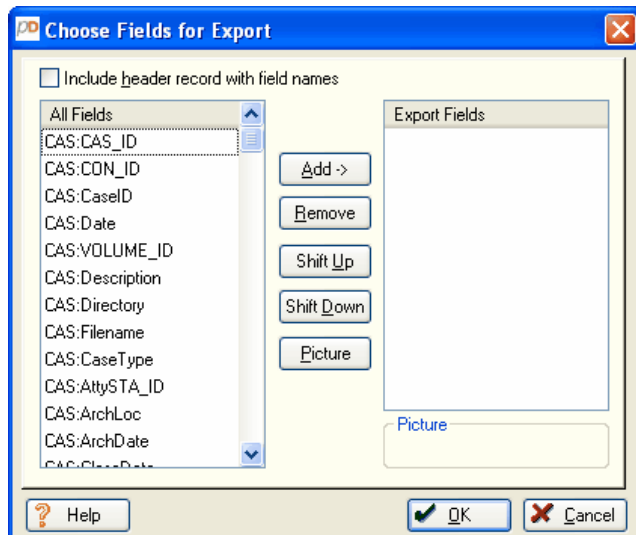 Choose Fields for Export
Include header record with field names
All Fields
CAS:CAS_ID
CAS:CON_ID
CAS:CaseID
CAS:Date
CAS:VOLUME_ID
CAS:Description
CAS:Directory
CAS:Filename
CAS:CaseType
CAS:AttySTA_ID
CAS:ArchLoc
CAS:ArchDate
CAS:CloseDate
Add ->
Remove
Shift Up
Shift Down
Picture
Export Fields
Picture
Help
OK
Cancel